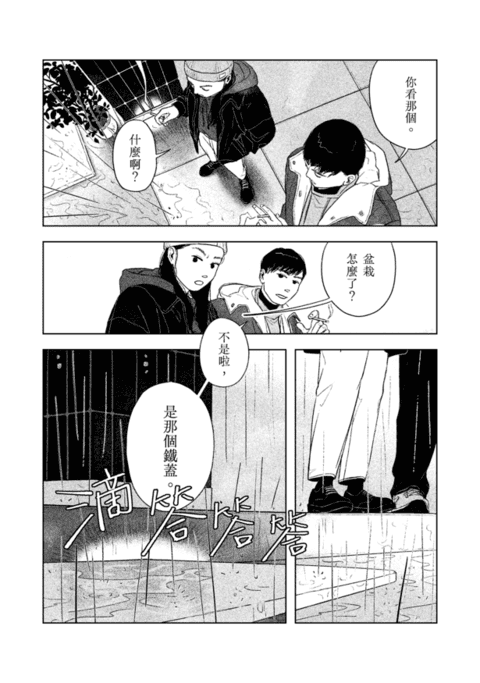 你看那個。
什麼啊？
盆栽
怎麼了？
不是啦，
是那個鐵蓋。
滴答答答